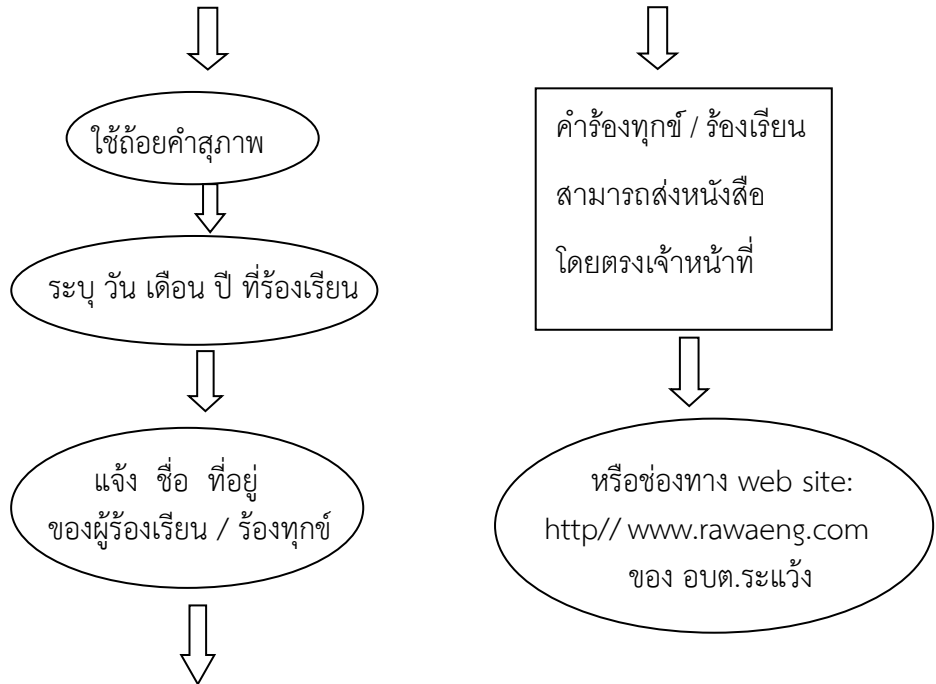 ใช้ถ้อยคำสุภาพ
ระบุ วัน เดือน ปี ที่ร้องเรียน
แจ้ง ชื่อ ที่อยู่
ของผู้ร้องเรียน / ร้องทุกข์
คำร้องทุกข์ / ร้องเรียน
สามารถส่งหนังสือ
โดยตรงเจ้าหน้าที่
หรือช่องทาง web site:
http// www.rawaeng.com
ของ อบต.ระแว้ง